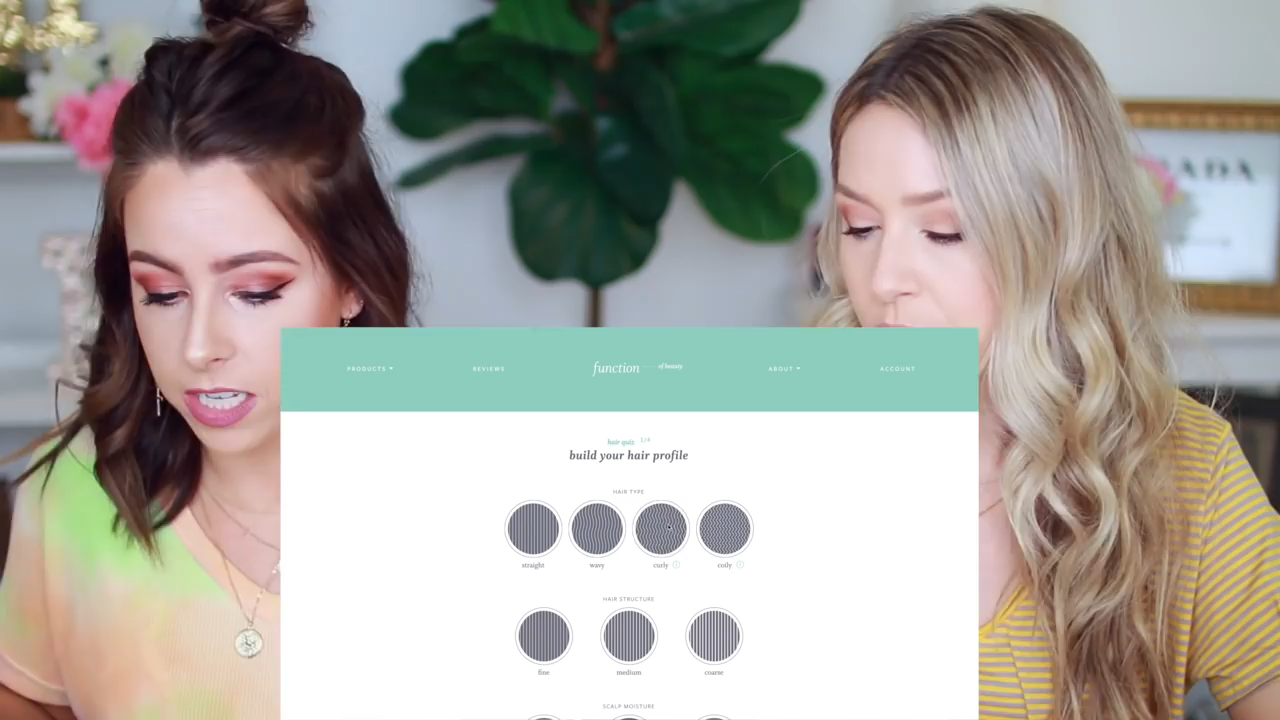 PRODUCTS
REVIEWS
function of beauty
ABOUT
ACCOUNT
hair quiz 1/4
build your hair profile
HAIR TYPE
straight wavy curly coily
HAIR STRUCTURE
fine medium coarse
SCALP MOISTURE